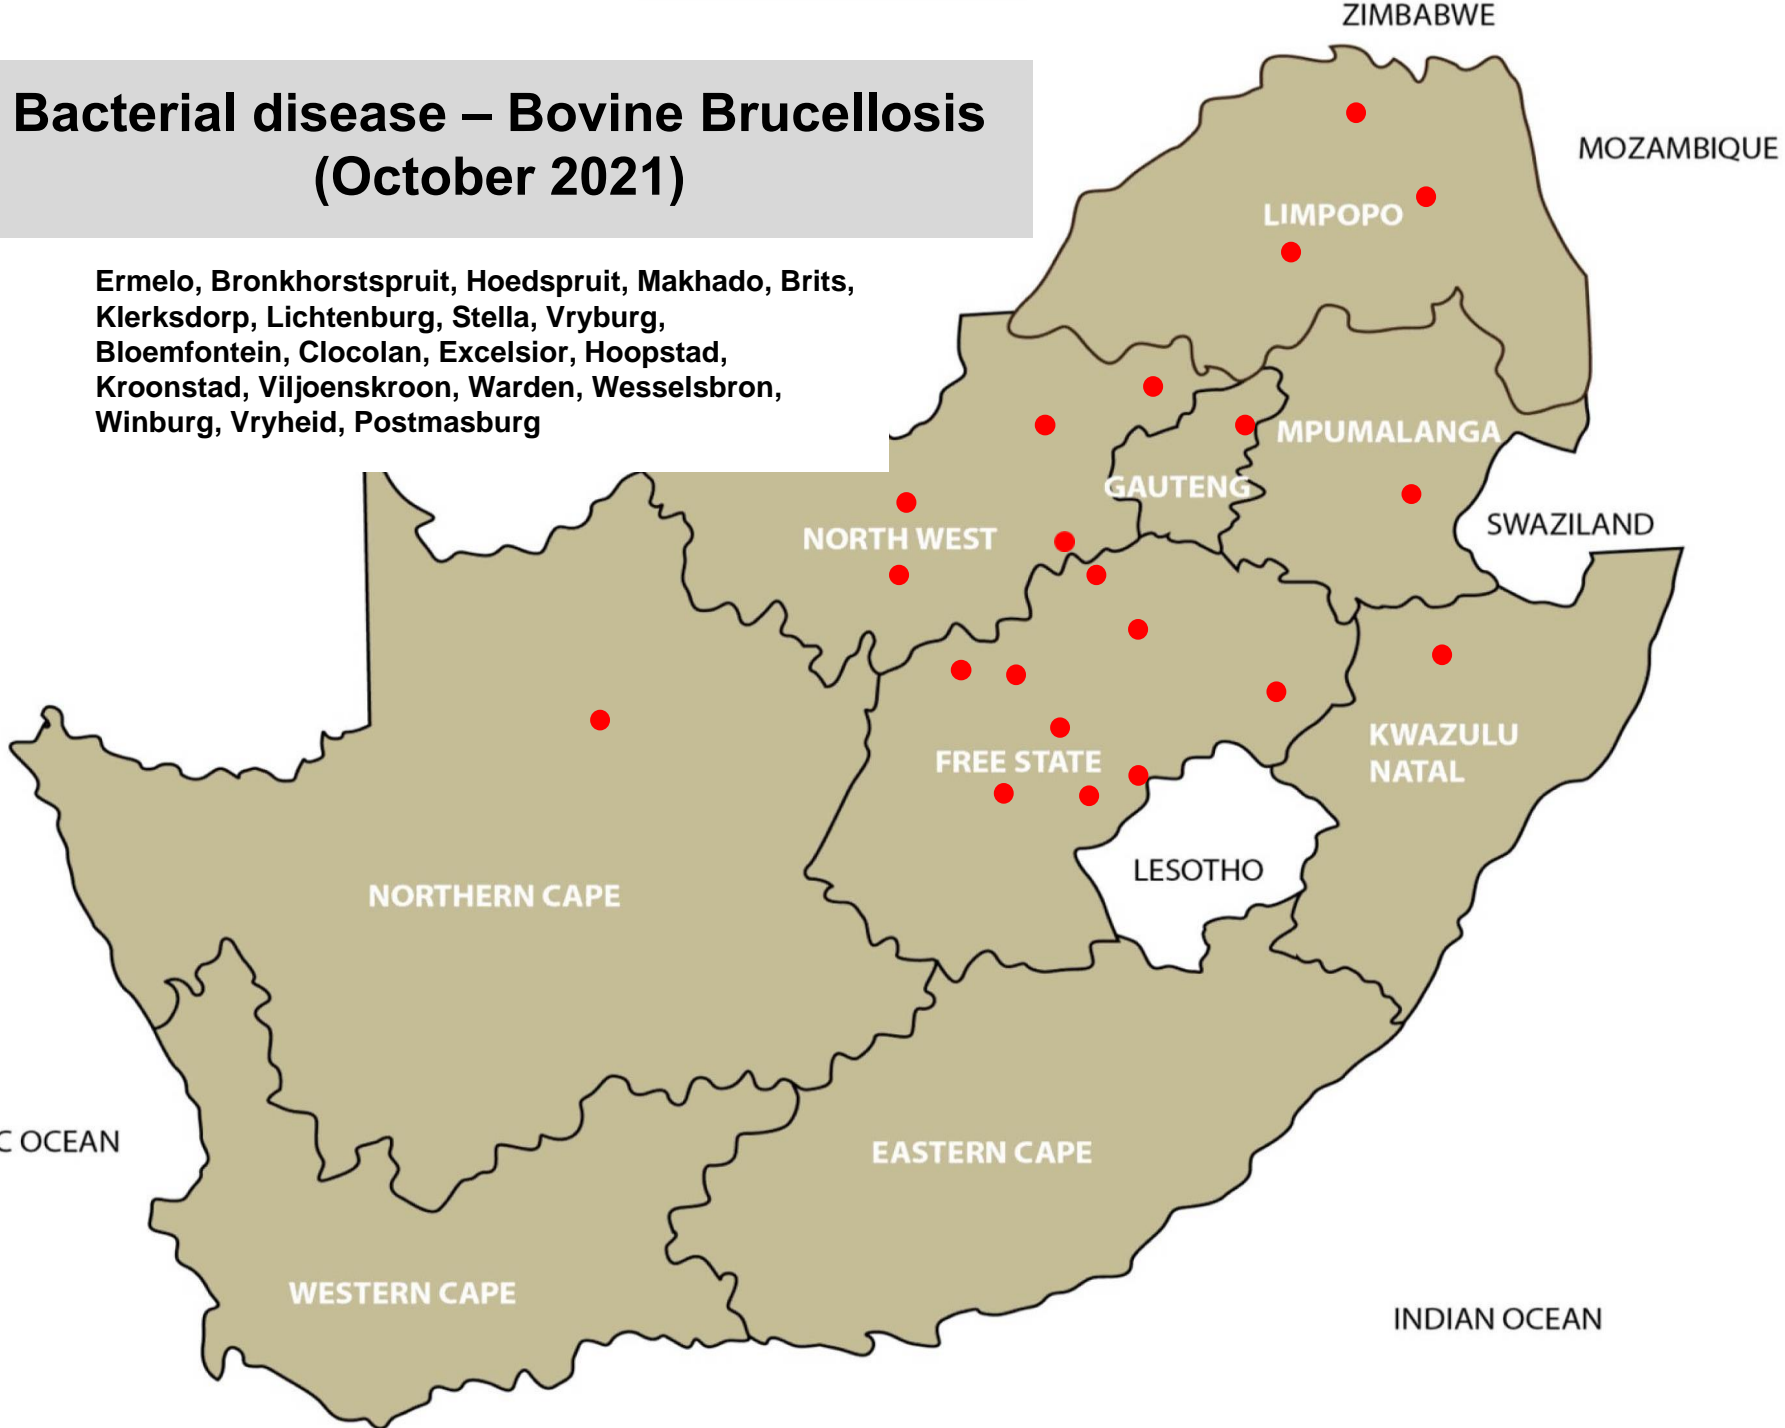 ZIMBABWE
Bacterial disease – Bovine Brucellosis
(October 2021)
MOZAMBIQUE
LIMPOPO
Ermelo, Bronkhorstspruit, Hoedspruit, Makhado, Brits,
Klerksdorp, Lichtenburg, Stella, Vryburg,
Bloemfontein, Clocolan, Excelsior, Hoopstad,
Kroonstad, Viljoenskroon, Warden, Wesselsbron,
Winburg, Vryheid, Postmasburg
MPUMALANGA
GAUTENG
SWAZILAND
NORTH WEST
KWAZULU
NATAL
FREE STATE
LESOTHO
NORTHERN CAPE
C OCEAN
EASTERN CAPE
WESTERN CAPE
INDIAN OCEAN